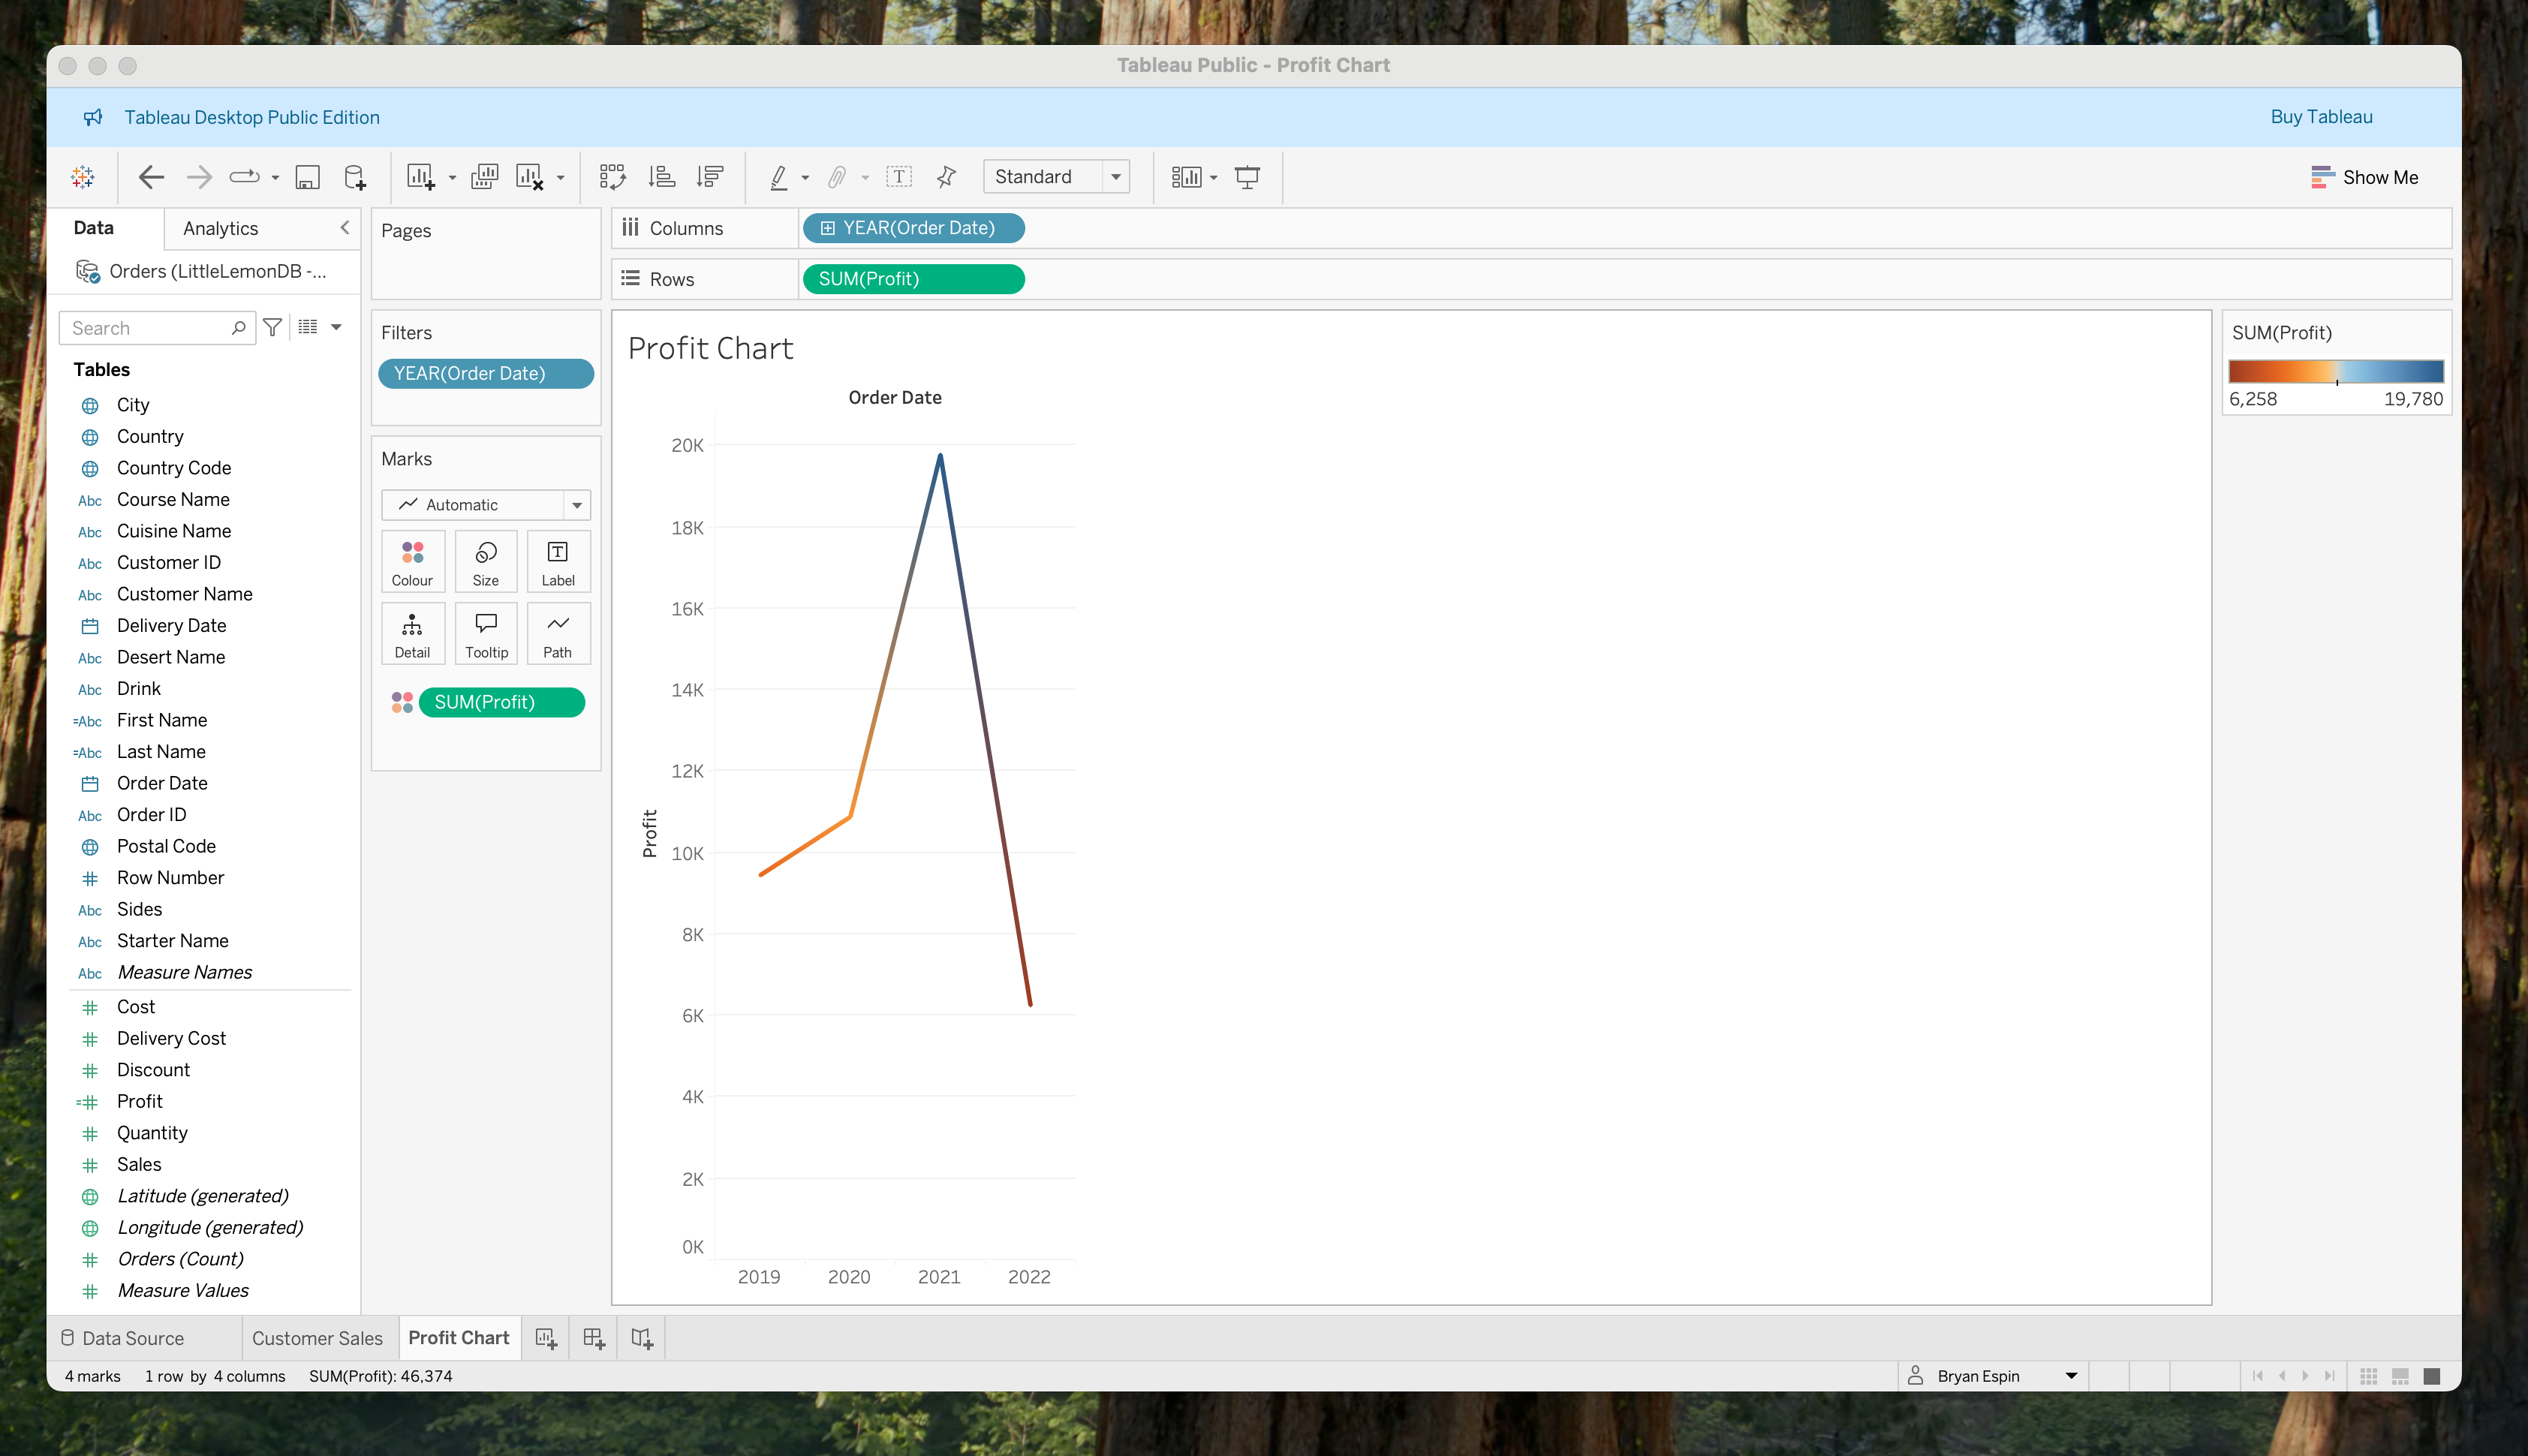 Tableau Public - Profit Chart
Tableau Desktop Public Edition
Buy Tableau
Standard
Show Me
Data
Analytics
Orders (LittleLemonDB -...
Search
Tables
City
Country
Country Code
Abc Course Name
Abc Cuisine Name
Abc Customer ID
Abc Customer Name
Delivery Date
Abc Desert Name
Abc Drink
=Abc First Name
=Abc Last Name
Order Date
Abc Order ID
Postal Code
# Row Number
Abc Sides
Abc Starter Name
Abc Measure Names
# Cost
# Delivery Cost
# Discount
=# Profit
# Quantity
# Sales
Latitude (generated)
Longitude (generated)
# Orders (Count)
# Measure Values
Pages
Filters
YEAR(Order Date)
Marks
Automatic
Colour Size Label
Detail Tooltip Path
SUM(Profit)
Columns YEAR(Order Date)
Rows SUM(Profit)
Profit Chart
Order Date
20K
18K
16K
14K
12K
10K
8K
6K
4K
2K
0K
Profit
2019 2020 2021 2022
SUM(Profit)
6,258 19,780
Data Source
Customer Sales
Profit Chart
4 marks 1 row by 4 columns SUM(Profit): 46,374
Bryan Espin